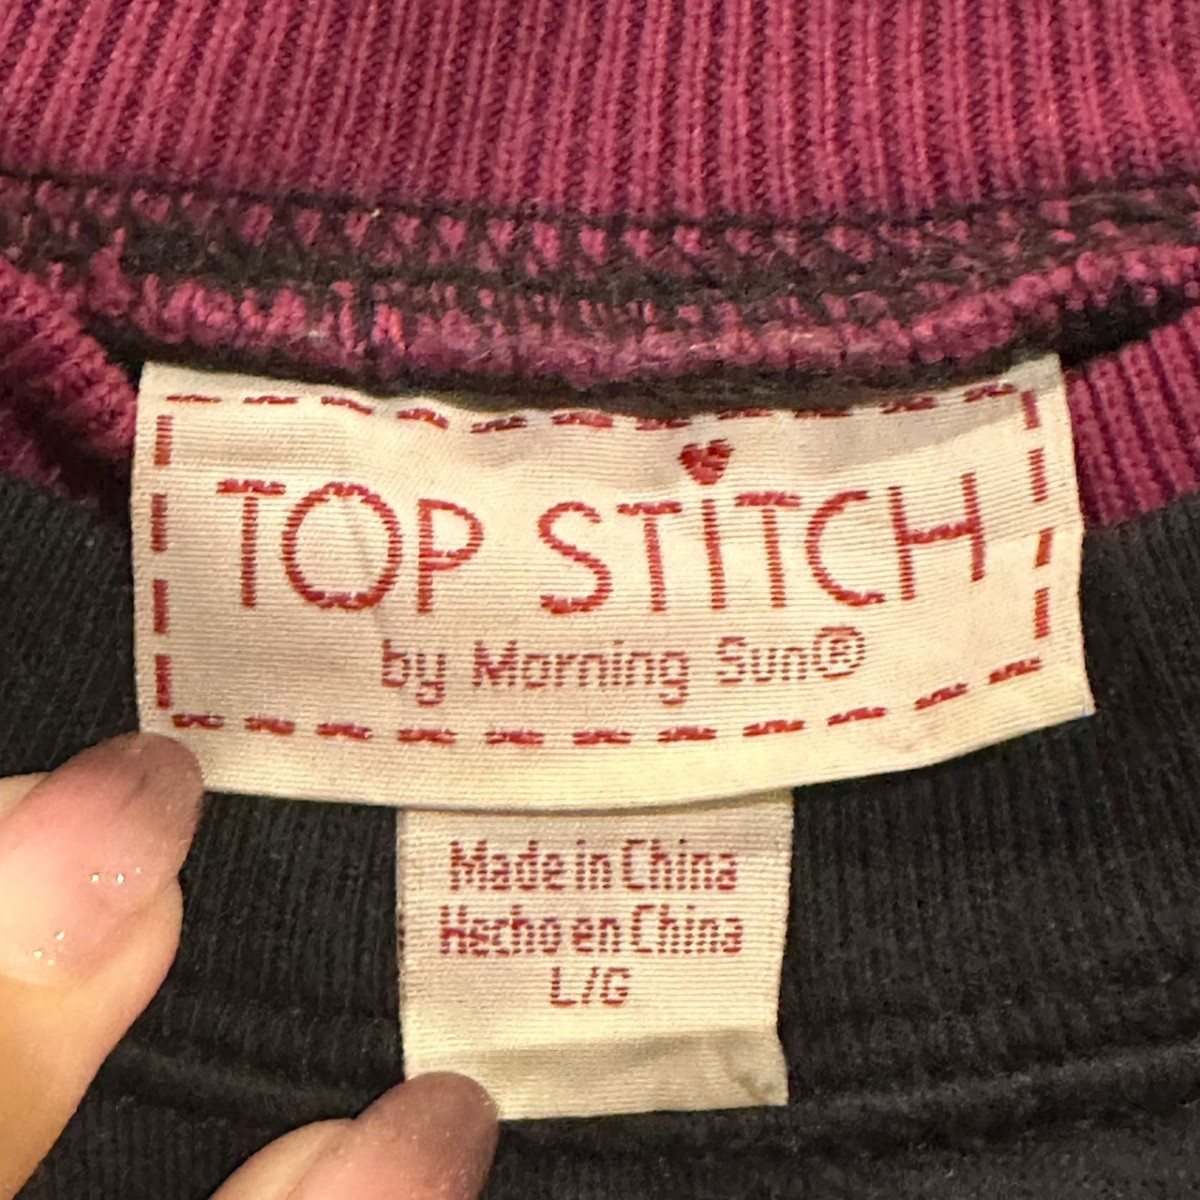 TOP STiTCH
by Morning Sun®
Made in China
Hecho en China
L/G